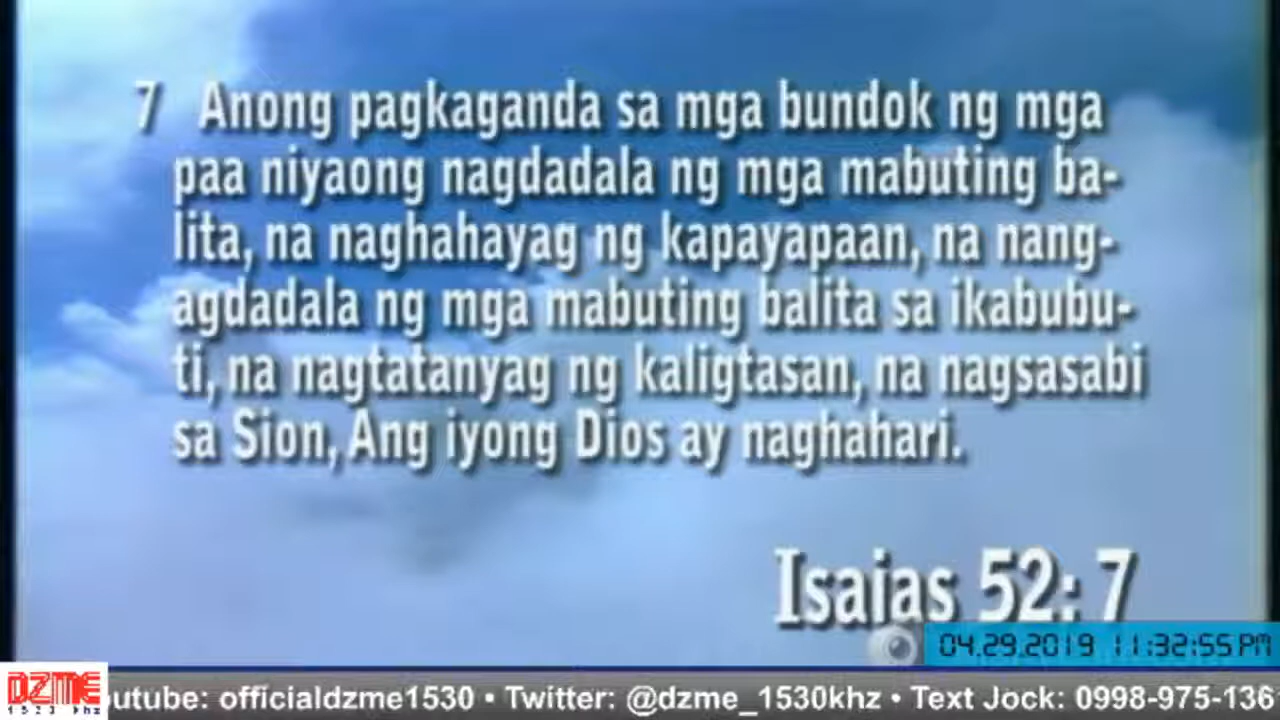 7 Anong pagkaganda sa mga bundok ng mga
paa niyaong nagdadala ng mga mabuting ba-
lita, na naghahayag ng kapayapaan, na nang-
agdadala ng mga mabuting balita sa ikabubu-
ti, na nagtatanyag ng kaligtasan, na nagsasabi
sa Sion, Ang iyong Dios ay naghahari.
Isaias 52: 7
04.29.2019 11:32:55 PM
DZME
1530 khz
outube: officialdzme1530 • Twitter: @dzme_1530khz • Text Jock: 0998-975-136